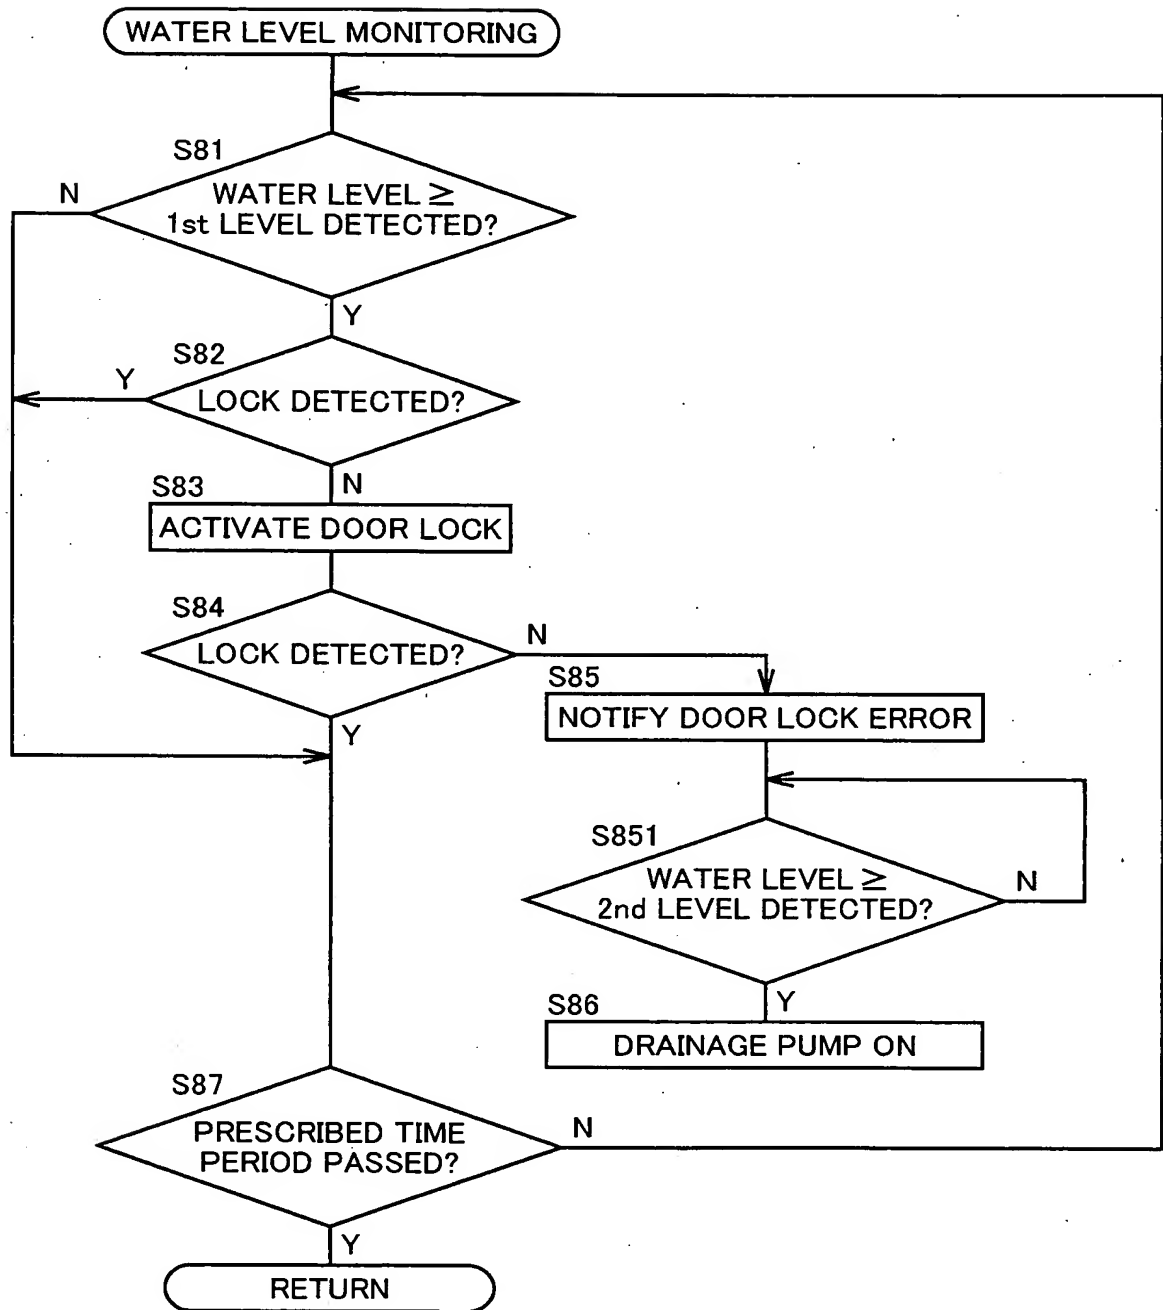 WATER LEVEL MONITORING
S81
N
WATER LEVEL ≧
1st LEVEL DETECTED?
Y
S82
Y
LOCK DETECTED?
N
S83
ACTIVATE DOOR LOCK
S84
LOCK DETECTED?
N
Y
S85
NOTIFY DOOR LOCK ERROR
S851
WATER LEVEL ≧
2nd LEVEL DETECTED?
N
Y
S86
DRAINAGE PUMP ON
S87
PRESCRIBED TIME
PERIOD PASSED?
N
Y
RETURN